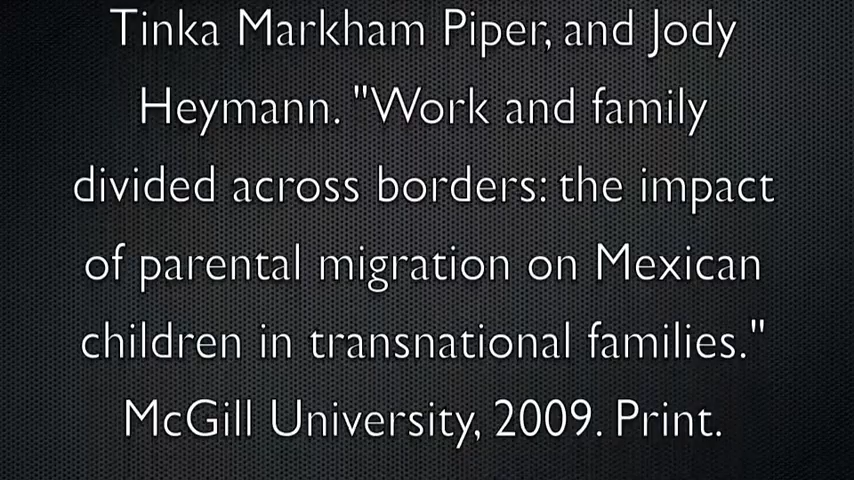 Tinka Markham Piper, and Jody
Heymann. "Work and family
divided across borders: the impact
of parental migration on Mexican
children in transnational families."
McGill University, 2009. Print.